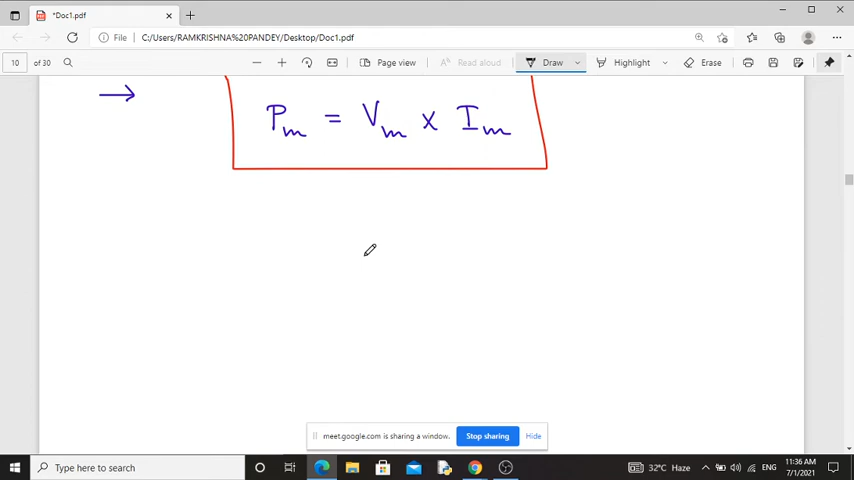 *Doc1.pdf
File C:/Users/RAMKRISHNA%20PANDEY/Desktop/Doc1.pdf
10 of 30 Page view Read aloud Draw Highlight Erase
Pm = Vm x Im
meet.google.com is sharing a window. Stop sharing Hide
Type here to search 32°C Haze ENG 11:36 AM
7/1/2021